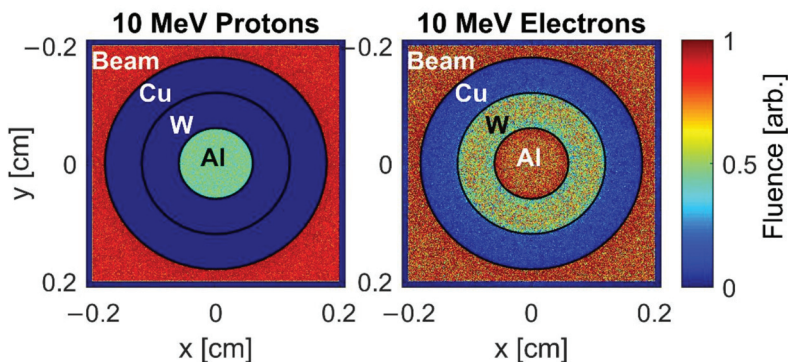 10 MeV Protons
10 MeV Electrons
−0.2
0
0.2
y [cm]
Beam
Cu
W
Al
−0.2
0
0.2
x [cm]
−0.2
0
0.2
Beam
Cu
W
Al
−0.2
0
0.2
x [cm]
1
0.5
0
Fluence [arb.]